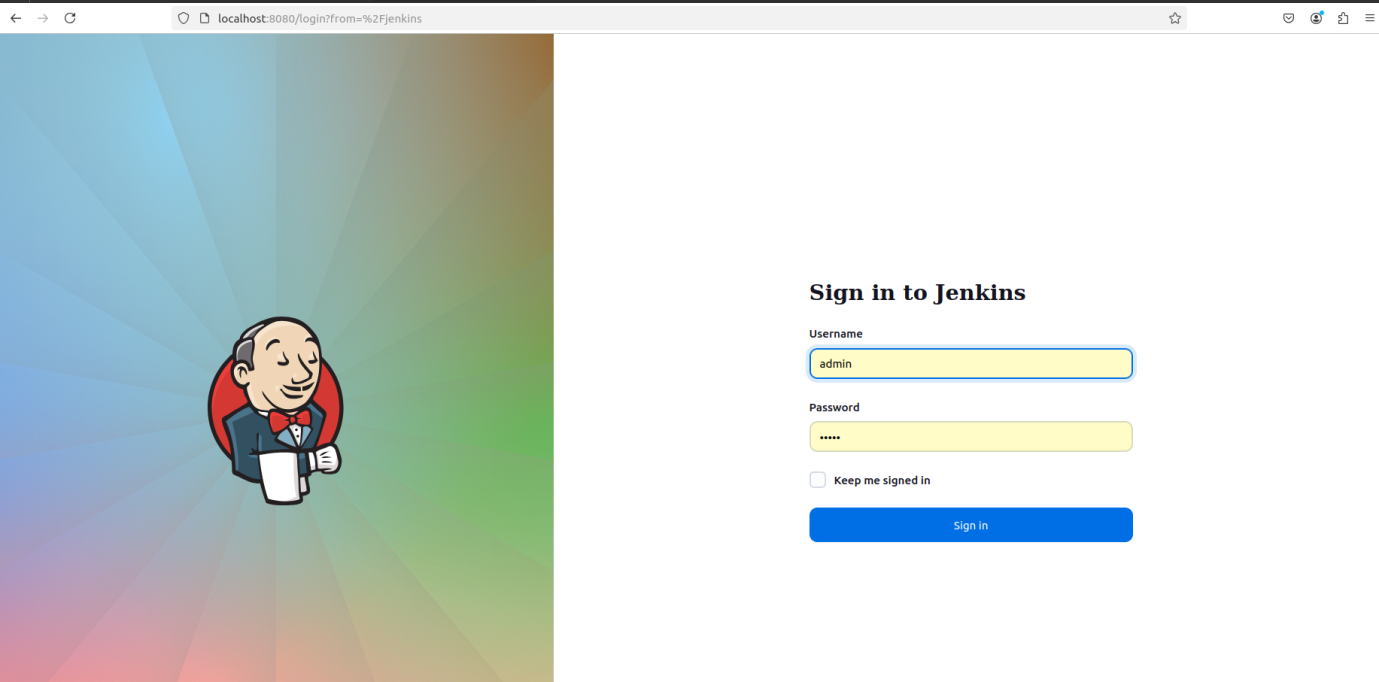 localhost:8080/login?from=%2Fjenkins
Sign in to Jenkins
Username
admin
Password
•••••
Keep me signed in
Sign in